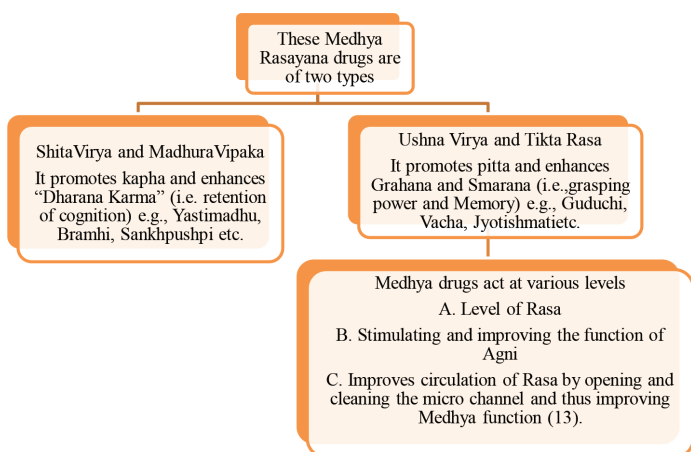 These Medhya
Rasayana drugs are
of two types
ShitaVirya and MadhuraVipaka
It promotes kapha and enhances
“Dharana Karma” (i.e. retention
of cognition) e.g., Yastimadhu,
Bramhi, Sankhpushpi etc.
Ushna Virya and Tikta Rasa
It promotes pitta and enhances
Grahana and Smarana (i.e.,grasping
power and Memory) e.g., Guduchi,
Vacha, Jyotishmatietc.
Medhya drugs act at various levels
A. Level of Rasa
B. Stimulating and improving the function of
Agni
C. Improves circulation of Rasa by opening and
cleaning the micro channel and thus improving
Medhya function (13).